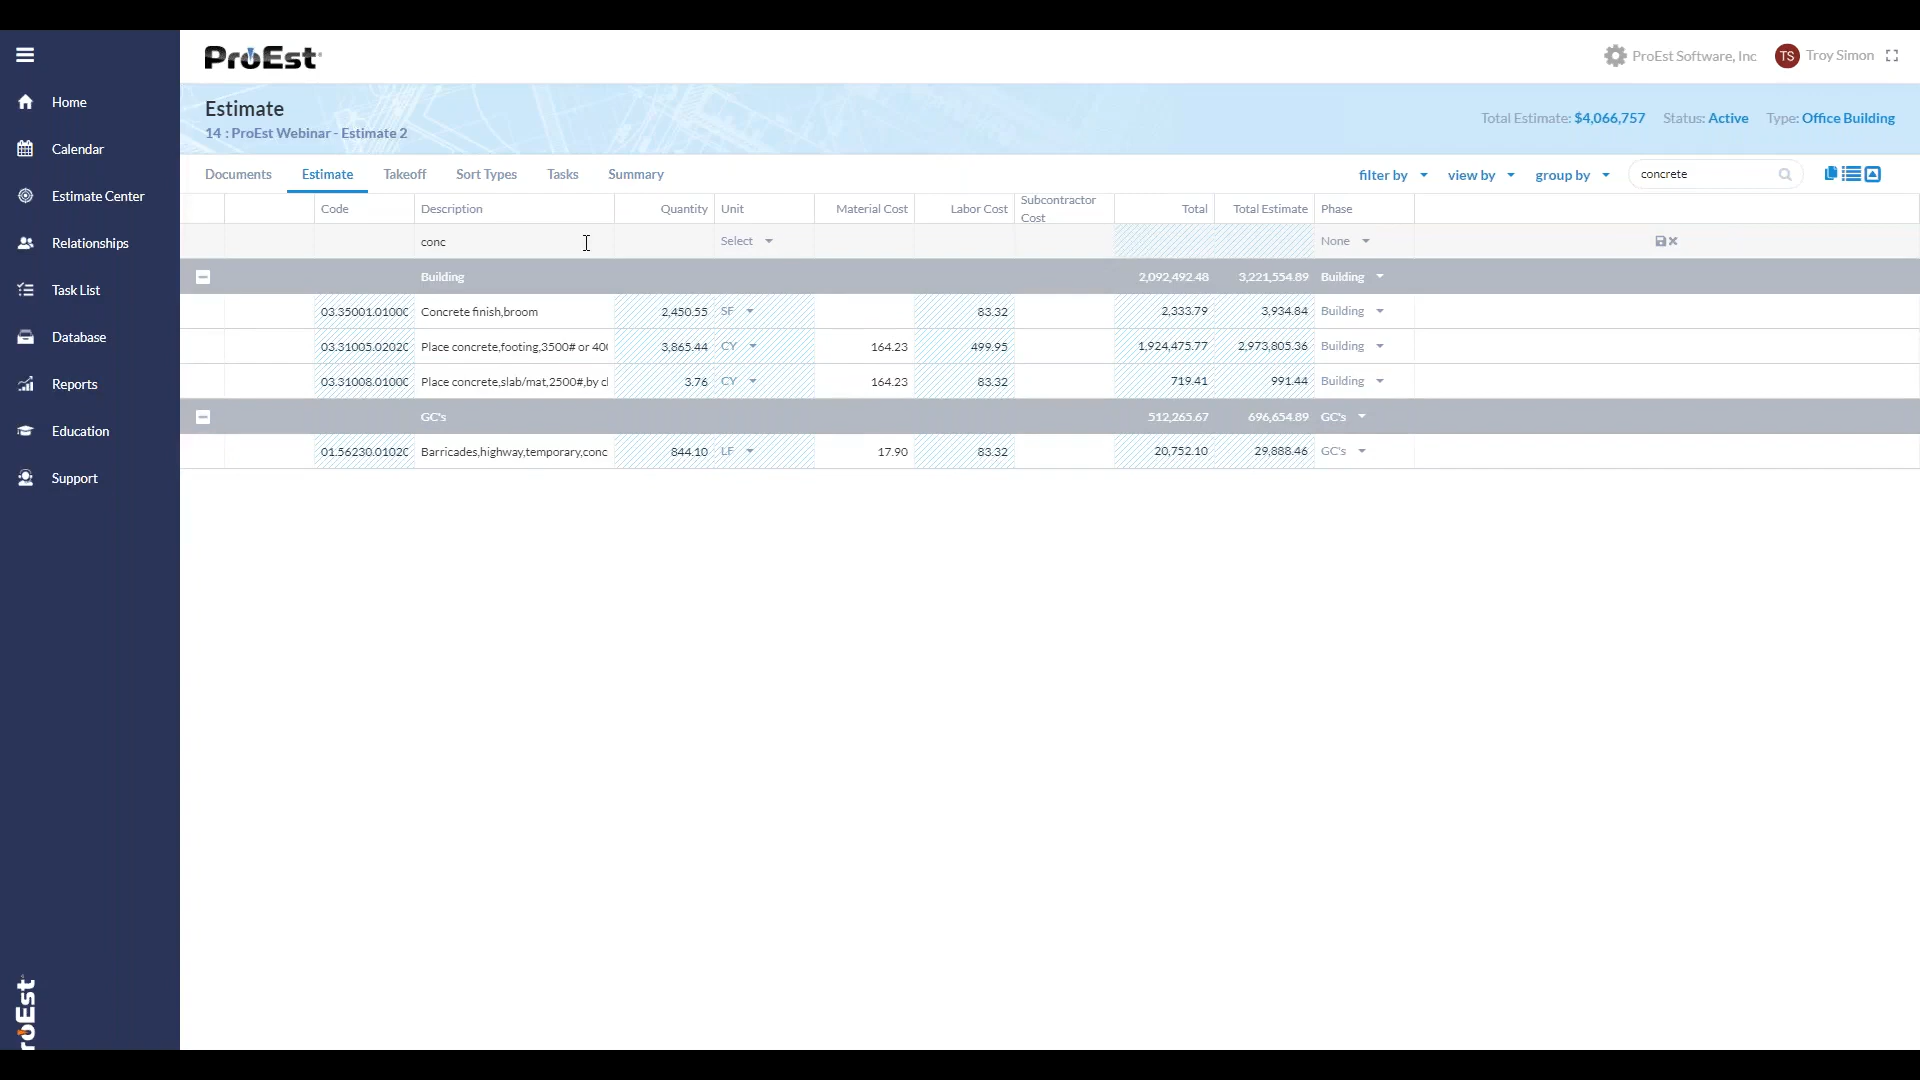 ProEst
ProEst Software, Inc
TS
Troy Simon
Home
Calendar
Estimate Center
Relationships
Task List
Database
Reports
Education
Support
Estimate
14 : ProEst Webinar - Estimate 2
Total Estimate: $4,066,757 Status: Active Type: Office Building
Documents Estimate Takeoff Sort Types Tasks Summary
filter by view by group by concrete
Code Description Quantity Unit Material Cost Labor Cost Subcontractor Cost Total Total Estimate Phase
conc Select None
Building 2,092,492.48 3,221,554.89 Building
03.35001.0100 Concrete finish,broom 2,450.55 SF 83.32 2,333.79 3,934.84 Building
03.31005.0202 Place concrete,footing,3500# or 40 3,865.44 CY 164.23 499.95 1,924,475.77 2,973,805.36 Building
03.31008.0100 Place concrete,slab/mat,2500#,by 3.76 CY 164.23 83.32 719.41 991.44 Building
GC's 512,265.67 696,654.89 GC's
01.56230.0102 Barricades,highway,temporary,conc 844.10 LF 17.90 83.32 20,752.10 29,888.46 GC's
roEst